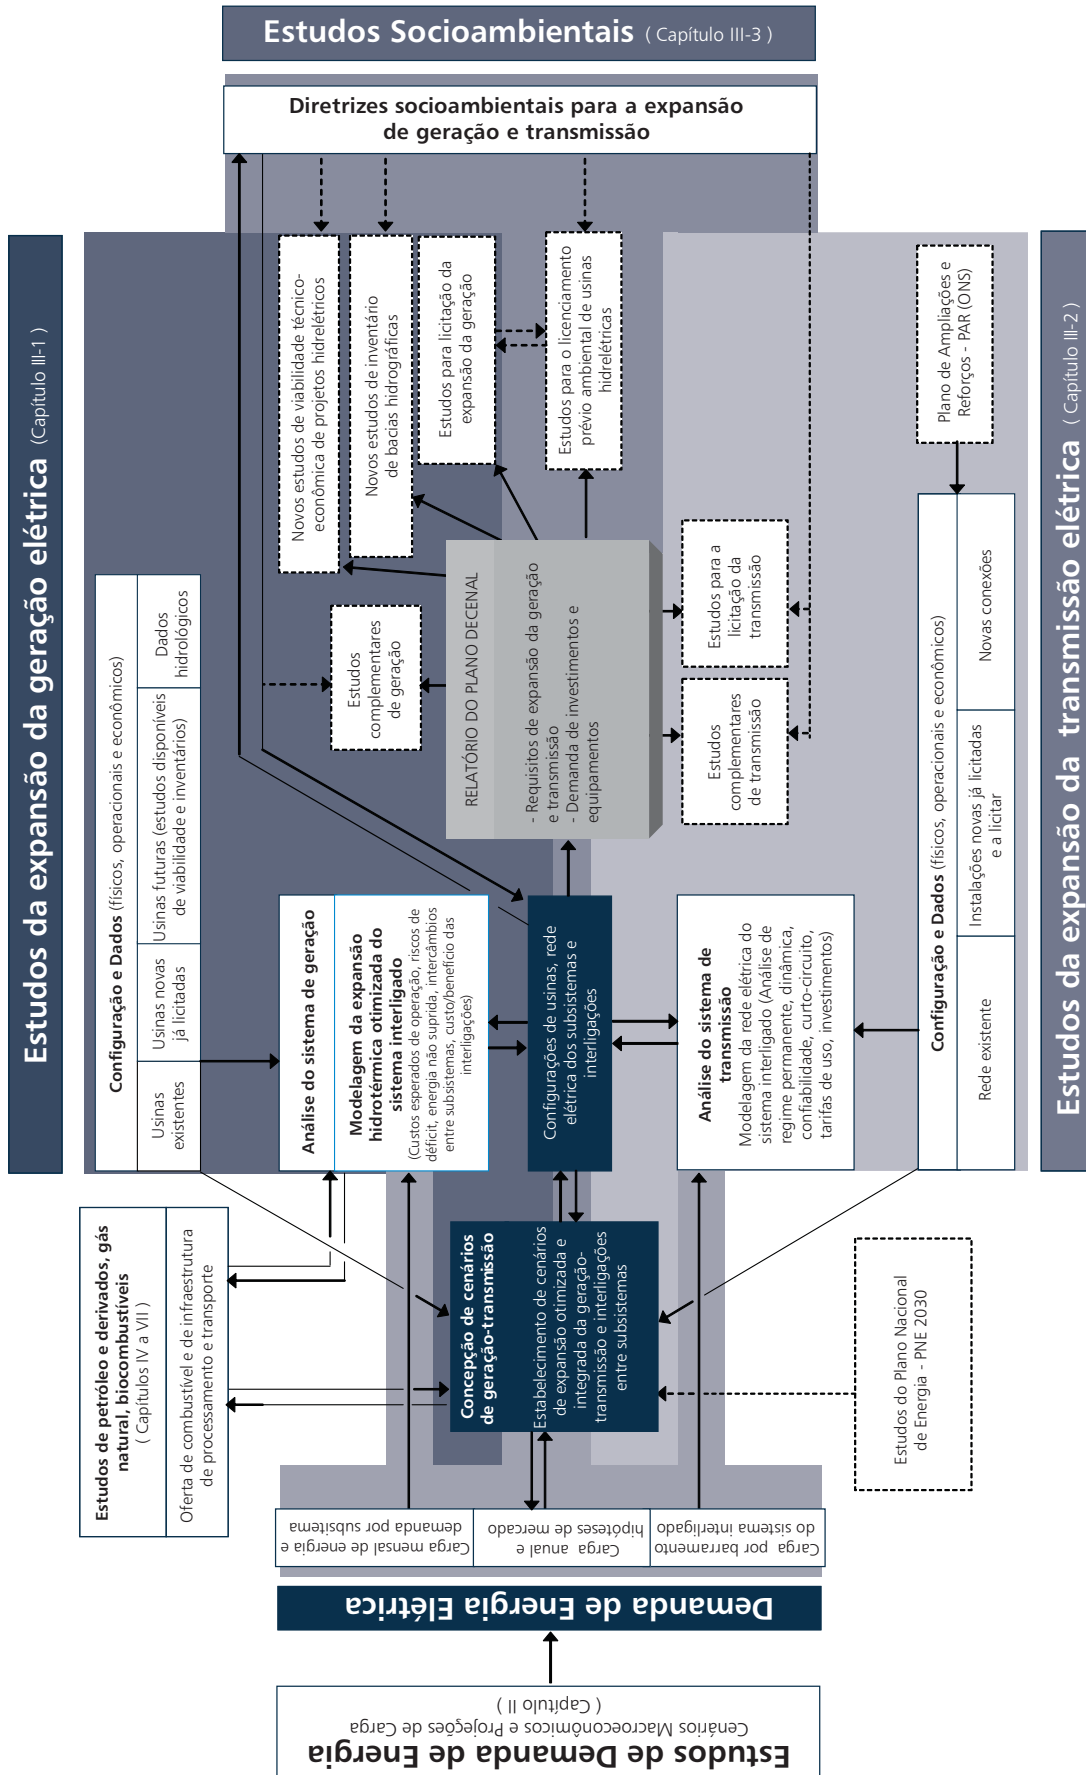 Estudos Socioambientais ( Capítulo III-3 )
Diretrizes socioambientais para a expansão
de geração e transmissão
Estudos da expansão da geração elétrica (Capítulo III-1 )
Configuração e Dados (físicos, operacionais e econômicos)
Usinas
existentes
Usinas novas
já licitadas
Usinas futuras (estudos disponíveis
de viabilidade e inventários)
Dados
hidrológicos
Novos estudos de viabilidade técnico-
econômica de projetos hidrelétricos
Novos estudos de inventário
de bacias hidrográficas
Estudos para licitação da
expansão da geração
Estudos para o licenciamento
prévio ambiental de usinas
hidrelétricas
Estudos
complementares
de geração
Estudos de petróleo e derivados, gás
natural, biocombustíveis
( Capítulos IV a VII )
Oferta de combustível e de infraestrutura
de processamento e transporte
Análise do sistema de geração
Modelagem da expansão
hidrotérmica otimizada do
sistema interligado
(Custos esperados de operação, riscos de
déficit, energia não suprida, intercâmbios
entre subsistemas, custo/benefício das
interligações)
RELATÓRIO DO PLANO DECENAL
- Requisitos de expansão da geração
e transmissão
- Demanda de investimentos e
equipamentos
Configurações de usinas, rede
elétrica dos subsistemas e
interligações
Concepção de cenários
de geração-transmissão
Estabelecimento de cenários
de expansão otimizada e
integrada da geração-
transmissão e interligações
entre subsistemas
Estudos
complementares
de transmissão
Estudos para a
licitação da
transmissão
Análise do sistema de
transmissão
Modelagem da rede elétrica do
sistema interligado (Análise de
regime permanente, dinâmica,
confiabilidade, curto-circuito,
tarifas de uso, investimentos)
Plano de Ampliações e
Reforços - PAR (ONS)
Configuração e Dados (físicos, operacionais e econômicos)
Rede existente
Instalações novas já licitadas
e a licitar
Novas conexões
Estudos da expansão da transmissão elétrica ( Capítulo III-2 )
Estudos do Plano Nacional
de Energia - PNE 2030
Carga mensal de energia e
demanda por subsitema
Carga anual e
hipóteses de mercado
Carga por barramento
do sistema interligado
Demanda de Energia Elétrica
Estudos de Demanda de Energia
Cenários Macroeconômicos e Projeções de Carga
( Capítulo II )